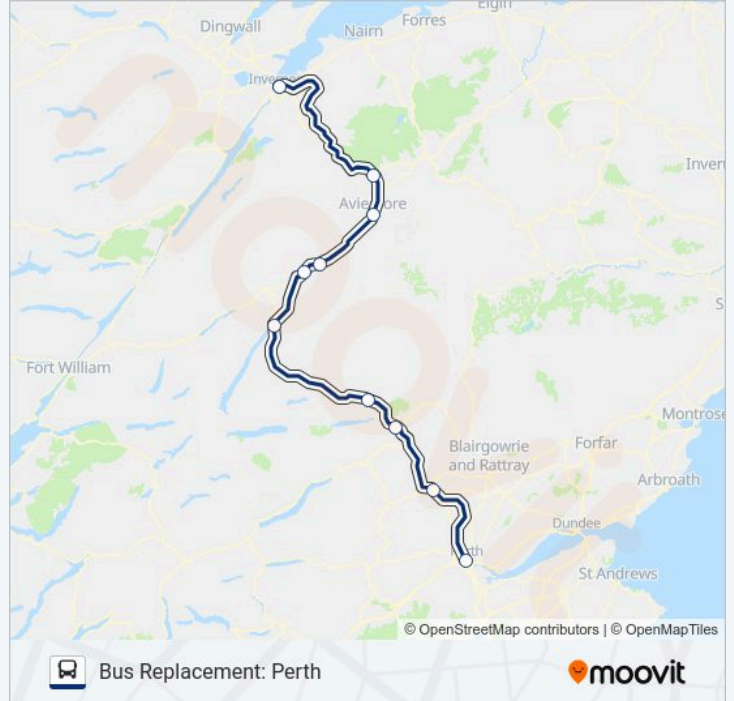 Elgin
Dingwall
Nairn
Forres
Inver
Aviemore
Fort William
Montrose
Blairgowrie
and Rattray
Forfar
Arbroath
Dundee
St Andrews
© OpenStreetMap contributors | © OpenMapTiles
Bus Replacement: Perth
moovit